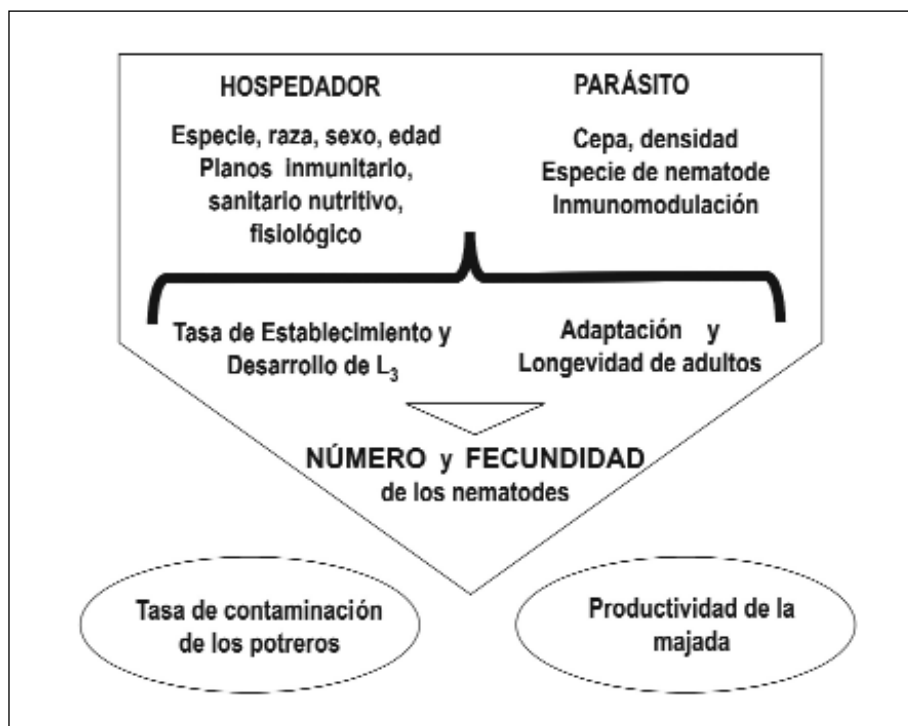 HOSPEDADOR
Especie, raza, sexo, edad
Planos inmunitario,
sanitario nutritivo,
fisiológico
PARÁSITO
Cepa, densidad
Especie de nematode
Inmunomodulación
Tasa de Establecimiento y
Desarrollo de L₃
Adaptación y
Longevidad de adultos
NÚMERO y FECUNDIDAD
de los nematodes
Tasa de contaminación
de los potreros
Productividad de la
majada